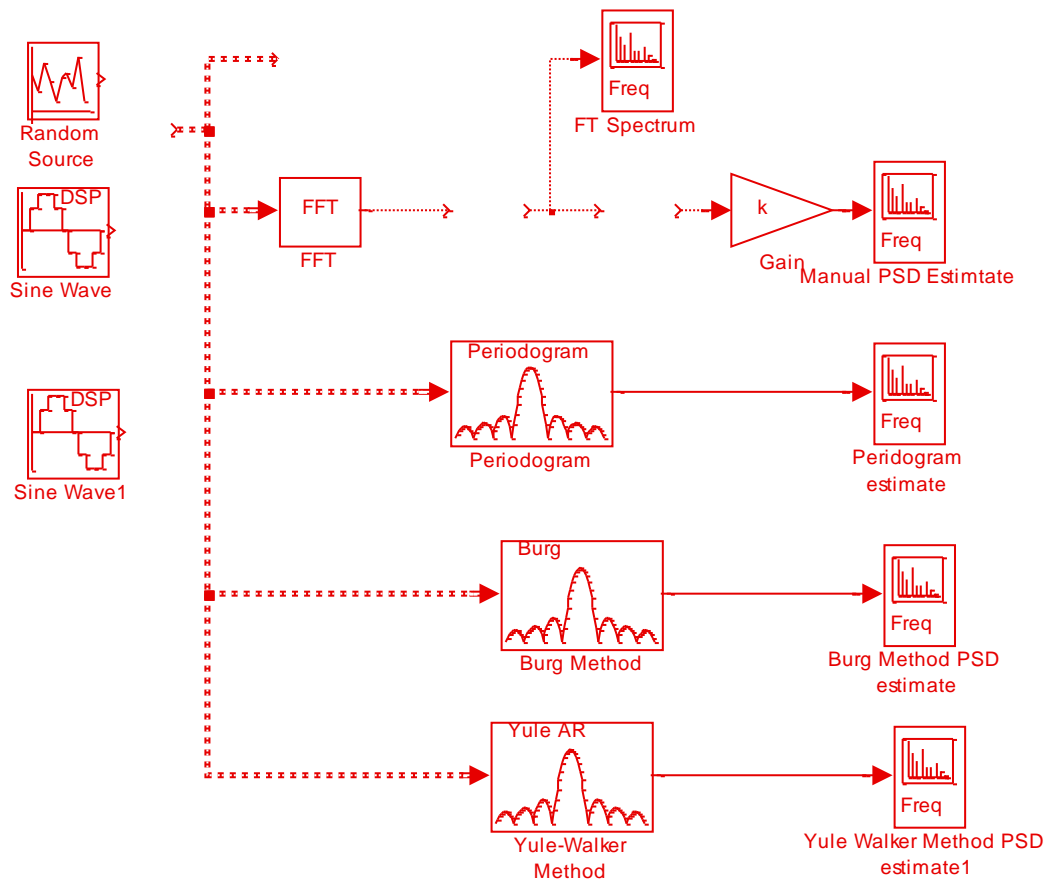 Freq
FT Spectrum
Random
Source
DSP
Sine Wave
FFT
FFT
k
Gain
Freq
Manual PSD Estimtate
DSP
Sine Wave1
Periodogram
Periodogram
Freq
Peridogram
estimate
Burg
Burg Method
Freq
Burg Method PSD
estimate
Yule AR
Yule-Walker
Method
Freq
Yule Walker Method PSD
estimate1